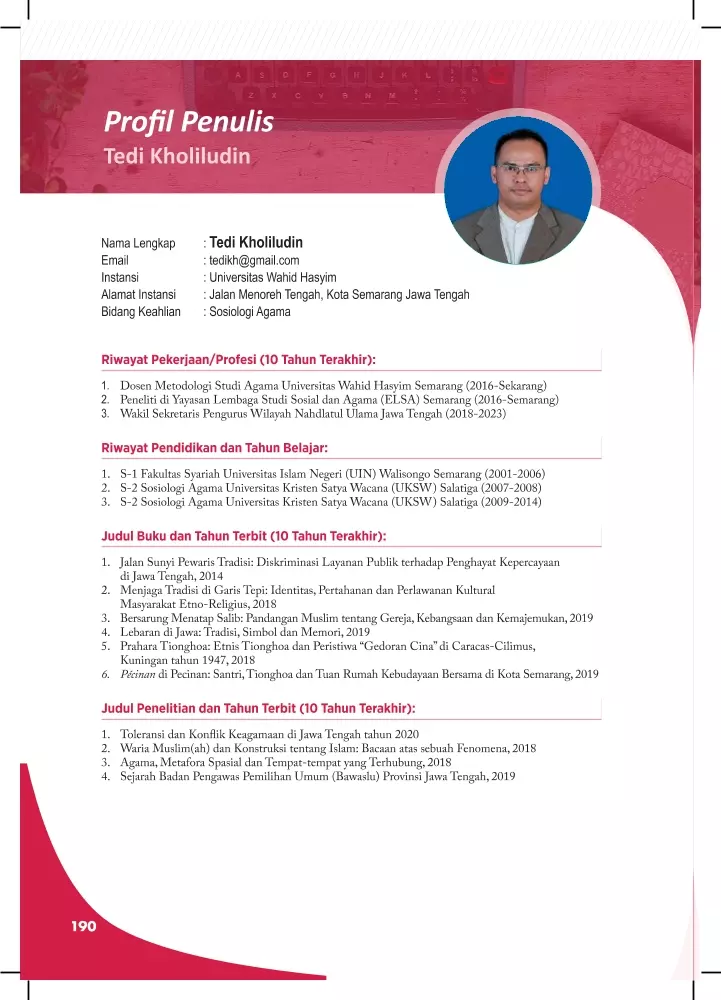 Profil Penulis
Tedi Kholiludin
Nama Lengkap : Tedi Kholiludin
Email : tedikh@gmail.com
Instansi : Universitas Wahid Hasyim
Alamat Instansi : Jalan Menoreh Tengah, Kota Semarang Jawa Tengah
Bidang Keahlian : Sosiologi Agama
Riwayat Pekerjaan/Profesi (10 Tahun Terakhir):
1. Dosen Metodologi Studi Agama Universitas Wahid Hasyim Semarang (2016-Sekarang)
2. Peneliti di Yayasan Lembaga Studi Sosial dan Agama (ELSA) Semarang (2016-Semarang)
3. Wakil Sekretaris Pengurus Wilayah Nahdlatul Ulama Jawa Tengah (2018-2023)
Riwayat Pendidikan dan Tahun Belajar:
1. S-1 Fakultas Syariah Universitas Islam Negeri (UIN) Walisongo Semarang (2001-2006)
2. S-2 Sosiologi Agama Universitas Kristen Satya Wacana (UKSW) Salatiga (2007-2008)
3. S-2 Sosiologi Agama Universitas Kristen Satya Wacana (UKSW) Salatiga (2009-2014)
Judul Buku dan Tahun Terbit (10 Tahun Terakhir):
1. Jalan Sunyi Pewaris Tradisi: Diskriminasi Layanan Publik terhadap Penghayat Kepercayaan
di Jawa Tengah, 2014
2. Menjaga Tradisi di Garis Tepi: Identitas, Pertahanan dan Perlawanan Kultural
Masyarakat Etno-Religius, 2018
3. Bersarung Menatap Salib: Pandangan Muslim tentang Gereja, Kebangsaan dan Kemajemukan, 2019
4. Lebaran di Jawa: Tradisi, Simbol dan Memori, 2019
5. Prahara Tionghoa: Etnis Tionghoa dan Peristiwa “Gedoran Cina” di Caracas-Cilimus,
Kuningan tahun 1947, 2018
6. Pécinan di Pecinan: Santri, Tionghoa dan Tuan Rumah Kebudayaan Bersama di Kota Semarang, 2019
Judul Penelitian dan Tahun Terbit (10 Tahun Terakhir):
1. Toleransi dan Konflik Keagamaan di Jawa Tengah tahun 2020
2. Waria Muslim(ah) dan Konstruksi tentang Islam: Bacaan atas sebuah Fenomena, 2018
3. Agama, Metafora Spasial dan Tempat-tempat yang Terhubung, 2018
4. Sejarah Badan Pengawas Pemilihan Umum (Bawaslu) Provinsi Jawa Tengah, 2019
190